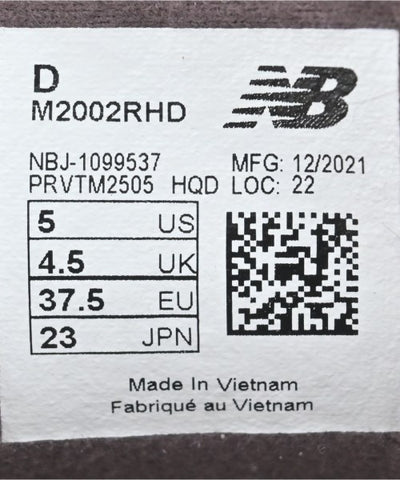 D
M2002RHD
NB
NBJ-1099537 MFG: 12/2021
PRVTM2505 HQD LOC: 22
5 US
4.5 UK
37.5 EU
23 JPN
Made In Vietnam
Fabriqué au Vietnam